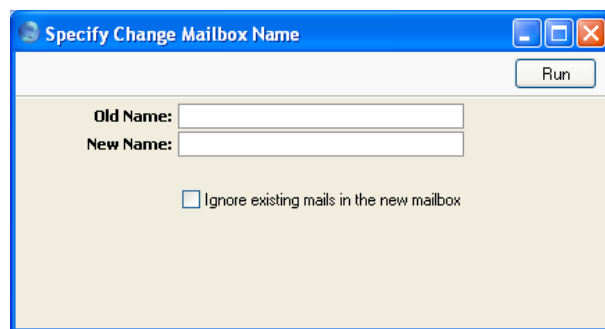 Specify Change Mailbox Name
Run
Old Name:
New Name:
Ignore existing mails in the new mailbox